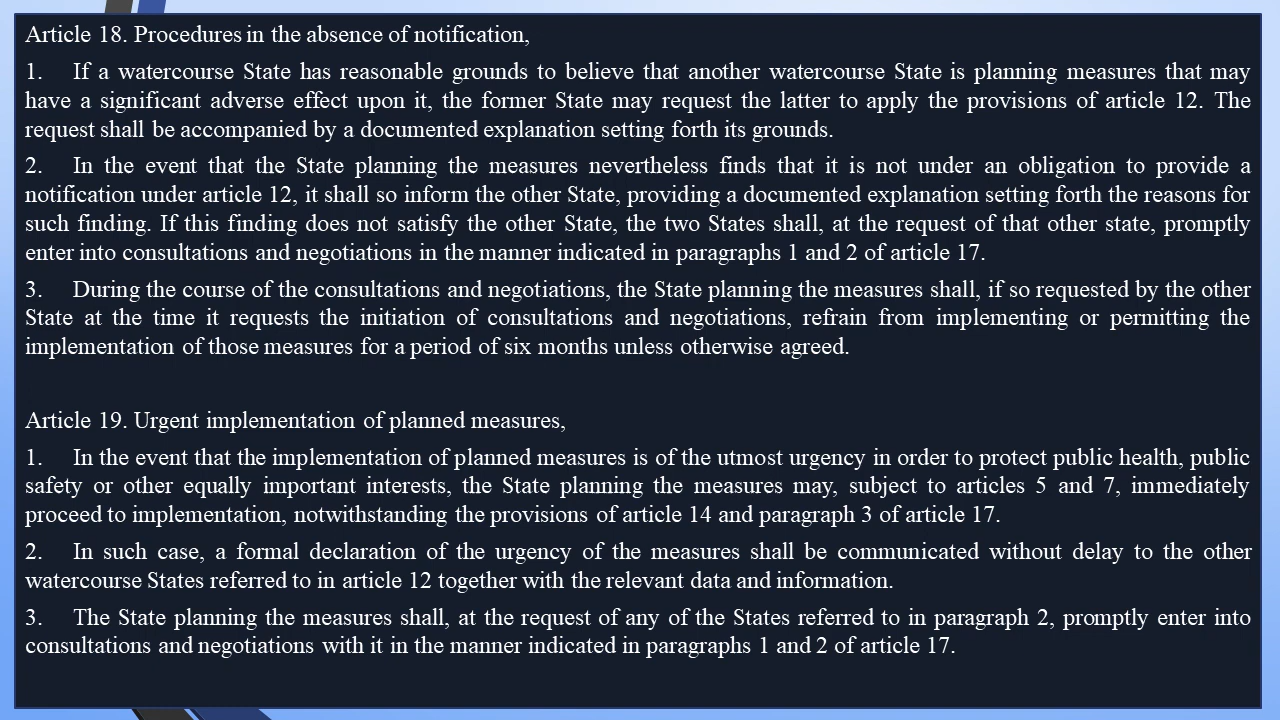 Article 18. Procedures in the absence of notification,
1. If a watercourse State has reasonable grounds to believe that another watercourse State is planning measures that may
have a significant adverse effect upon it, the former State may request the latter to apply the provisions of article 12. The
request shall be accompanied by a documented explanation setting forth its grounds.
2. In the event that the State planning the measures nevertheless finds that it is not under an obligation to provide a
notification under article 12, it shall so inform the other State, providing a documented explanation setting forth the reasons for
such finding. If this finding does not satisfy the other State, the two States shall, at the request of that other state, promptly
enter into consultations and negotiations in the manner indicated in paragraphs 1 and 2 of article 17.
3. During the course of the consultations and negotiations, the State planning the measures shall, if so requested by the other
State at the time it requests the initiation of consultations and negotiations, refrain from implementing or permitting the
implementation of those measures for a period of six months unless otherwise agreed.
Article 19. Urgent implementation of planned measures,
1. In the event that the implementation of planned measures is of the utmost urgency in order to protect public health, public
safety or other equally important interests, the State planning the measures may, subject to articles 5 and 7, immediately
proceed to implementation, notwithstanding the provisions of article 14 and paragraph 3 of article 17.
2. In such case, a formal declaration of the urgency of the measures shall be communicated without delay to the other
watercourse States referred to in article 12 together with the relevant data and information.
3. The State planning the measures shall, at the request of any of the States referred to in paragraph 2, promptly enter into
consultations and negotiations with it in the manner indicated in paragraphs 1 and 2 of article 17.